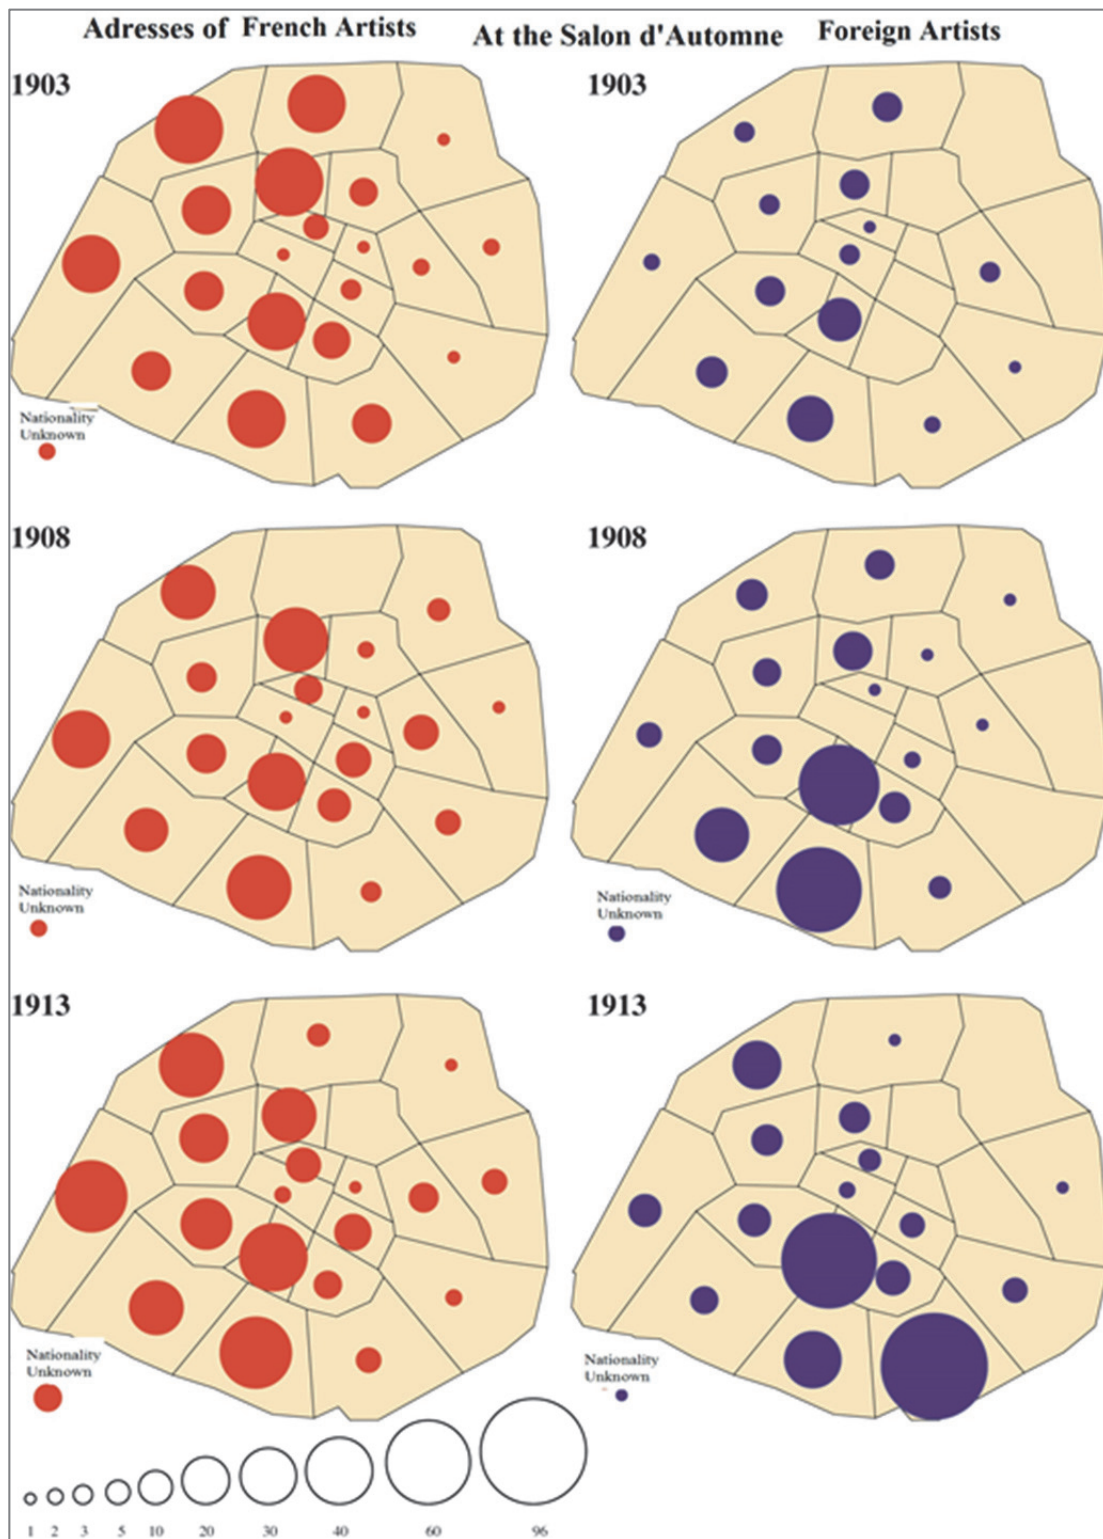 Adresses of French Artists
At the Salon d'Automne
Foreign Artists
1903
1903
Nationality
Unknown
1908
1908
Nationality
Unknown
Nationality
Unknown
1913
1913
Nationality
Unknown
Nationality
Unknown
1 2 3 5 10 20 30 40 60 96